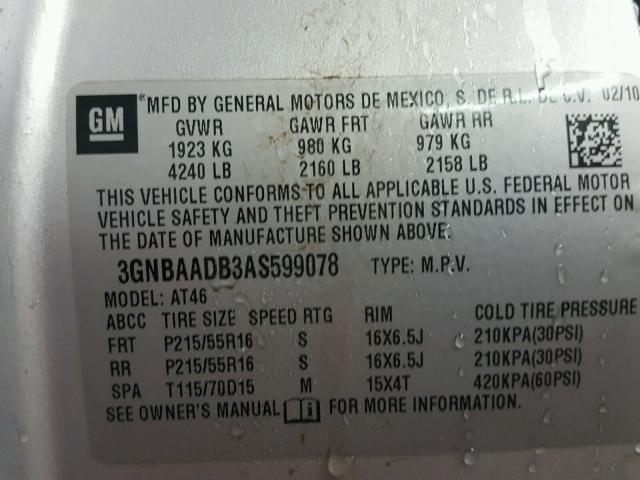 GM
*MFD BY GENERAL MOTORS DE MEXICO, S. DE R.L. DE C.V. 02/10
GVWR GAWR FRT GAWR RR
1923 KG 980 KG 979 KG
4240 LB 2160 LB 2158 LB
THIS VEHICLE CONFORMS TO ALL APPLICABLE U.S. FEDERAL MOTOR
VEHICLE SAFETY AND THEFT PREVENTION STANDARDS IN EFFECT ON
THE DATE OF MANUFACTURE SHOWN ABOVE.
3GNBAADB3AS599078 TYPE: M.P.V.
MODEL: AT46
ABCC TIRE SIZE SPEED RTG RIM COLD TIRE PRESSURE
FRT P215/55R16 S 16X6.5J 210KPA(30PSI)
RR P215/55R16 S 16X6.5J 210KPA(30PSI)
SPA T115/70D15 M 15X4T 420KPA(60PSI)
SEE OWNER'S MANUAL FOR MORE INFORMATION.